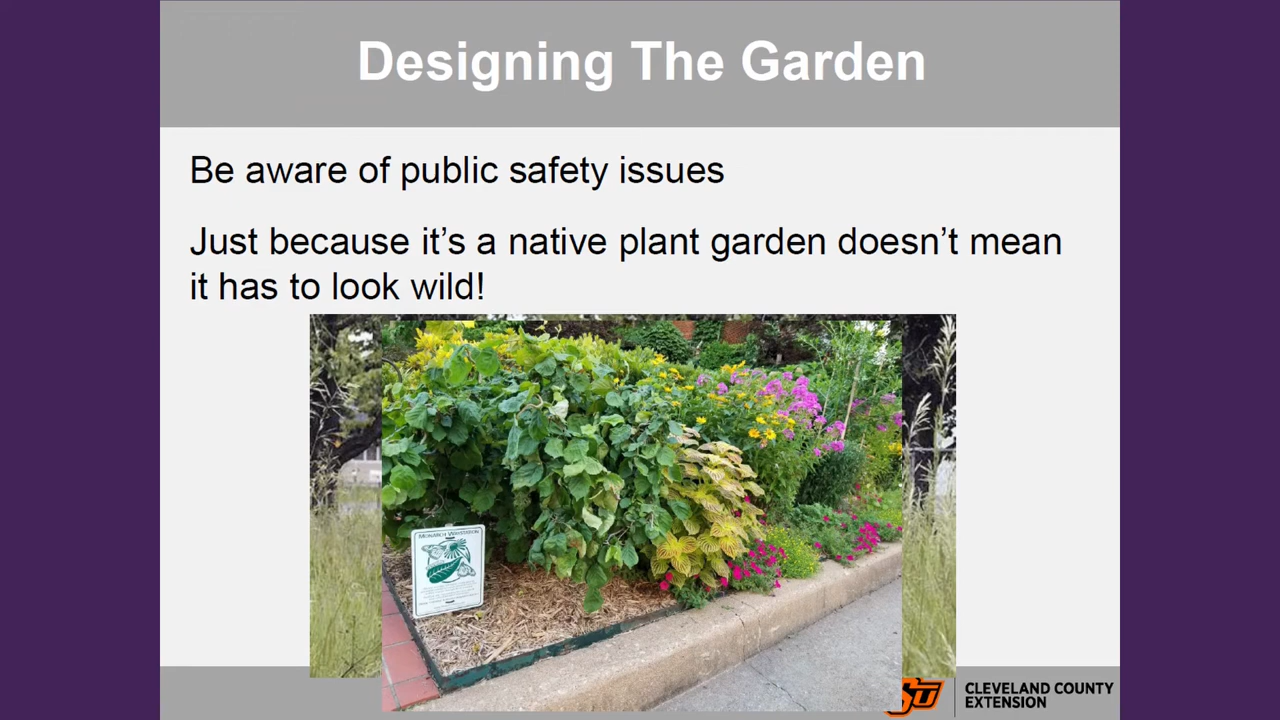 Designing The Garden
Be aware of public safety issues
Just because it’s a native plant garden doesn’t mean
it has to look wild!
MONARCH WAYSTATION
CLEVELAND COUNTY
EXTENSION